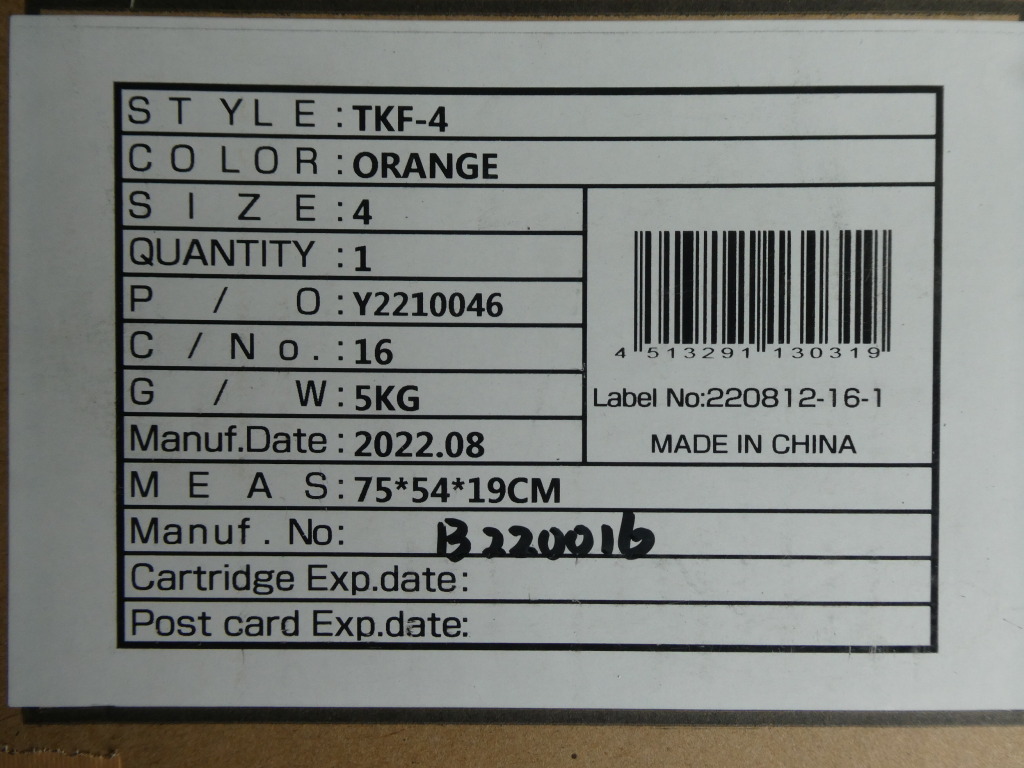 STYLE: TKF-4
COLOR: ORANGE
SIZE: 4
QUANTITY: 1
P/O: Y2210046
C/No.: 16
G/W: 5KG
Manuf.Date: 2022.08
4 513291 130319
Label No:220812-16-1
MADE IN CHINA
MEAS: 75*54*19CM
Manuf. No: B220016
Cartridge Exp.date:
Post card Exp.date: